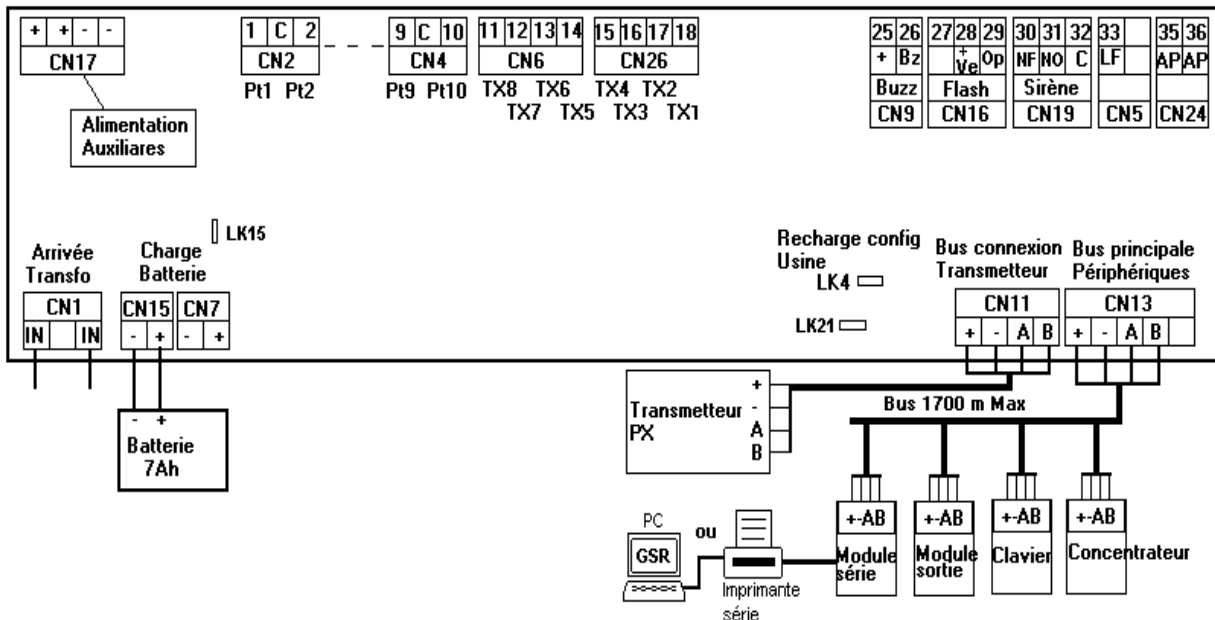 + + - -
CN17
Alimentation
Auxiliares
1 C 2
CN2
Pt1 Pt2
9 C 10
CN4
Pt9 Pt10
11 12 13 14
CN6
TX8 TX6
TX7 TX5
15 16 17 18
CN26
TX4 TX2
TX3 TX1
25 26 27 28 29 30 31 32 33 35 36
+ Bz + Ve Op NF NO C LF AP AP
Buzz Flash Sirène
CN9 CN16 CN19 CN5 CN24
LK15
Arrivée
Transfo
CN1
IN IN
Charge
Batterie
CN15 CN7
- + - +
- +
Batterie
7Ah
Recharge config
Usine
LK4
LK21
Bus connexion
Transmetteur
CN11
+ - A B
Bus principale
Périphériques
CN13
+ - A B
Transmetteur
PX
+
-
A
B
Bus 1700 m Max
PC
GSR
ou
Imprimante
série
+-AB
Module
série
+-AB
Module
sortie
+-AB
Clavier
+-AB
Concentrateur